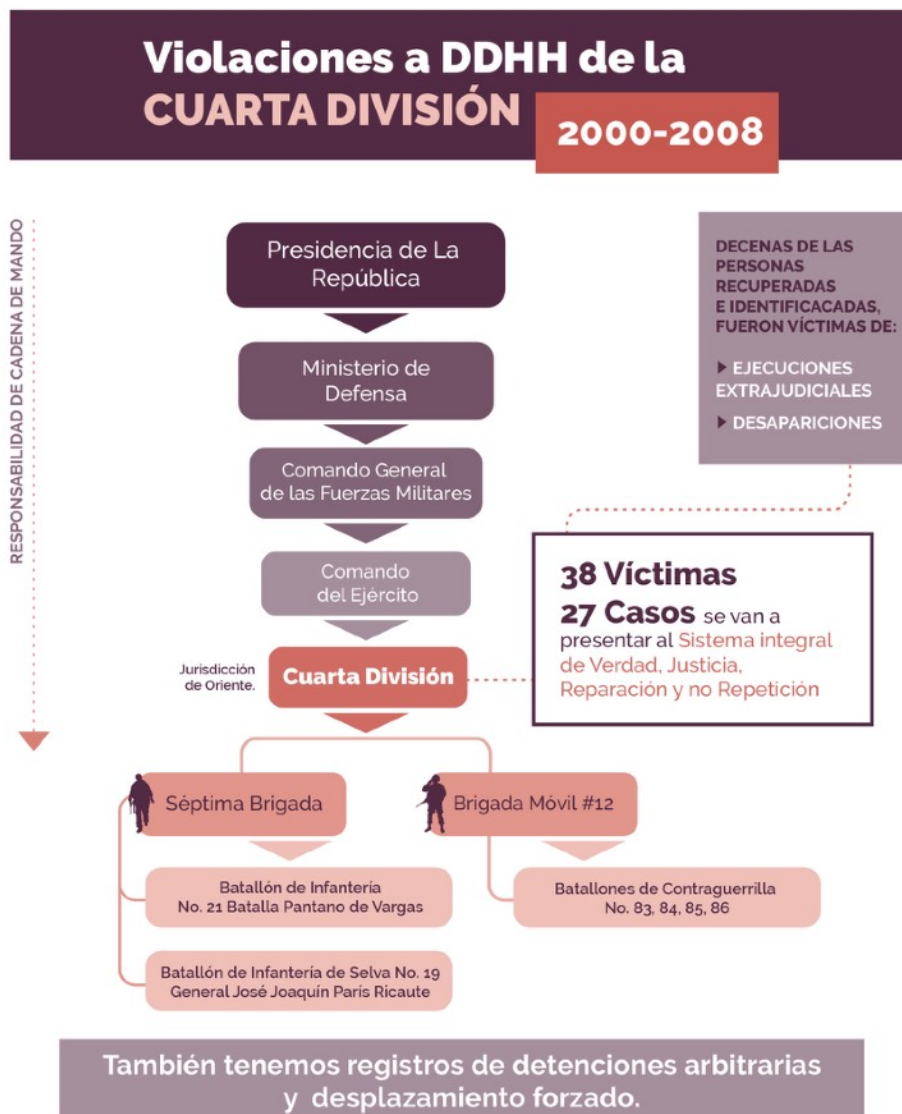 Violaciones a DDHH de la
CUARTA DIVISIÓN
2000-2008
RESPONSABILIDAD DE CADENA DE MANDO
Presidencia de La
República
Ministerio de
Defensa
Comando General
de las Fuerzas Militares
Comando
del Ejército
Jurisdicción
de Oriente.
Cuarta División
DECENAS DE LAS
PERSONAS
RECUPERADAS
E IDENTIFICACADAS,
FUERON VÍCTIMAS DE:
▶ EJECUCIONES
EXTRAJUDICIALES
▶ DESAPARICIONES
38 Víctimas
27 Casos se van a
presentar al Sistema integral
de Verdad, Justicia,
Reparación y no Repetición
Séptima Brigada
Batallón de Infantería
No. 21 Batalla Pantano de Vargas
Batallón de Infantería de Selva No. 19
General José Joaquín París Ricaute
Brigada Móvil #12
Batallones de Contraguerrilla
No. 83, 84, 85, 86
También tenemos registros de detenciones arbitrarias
y desplazamiento forzado.